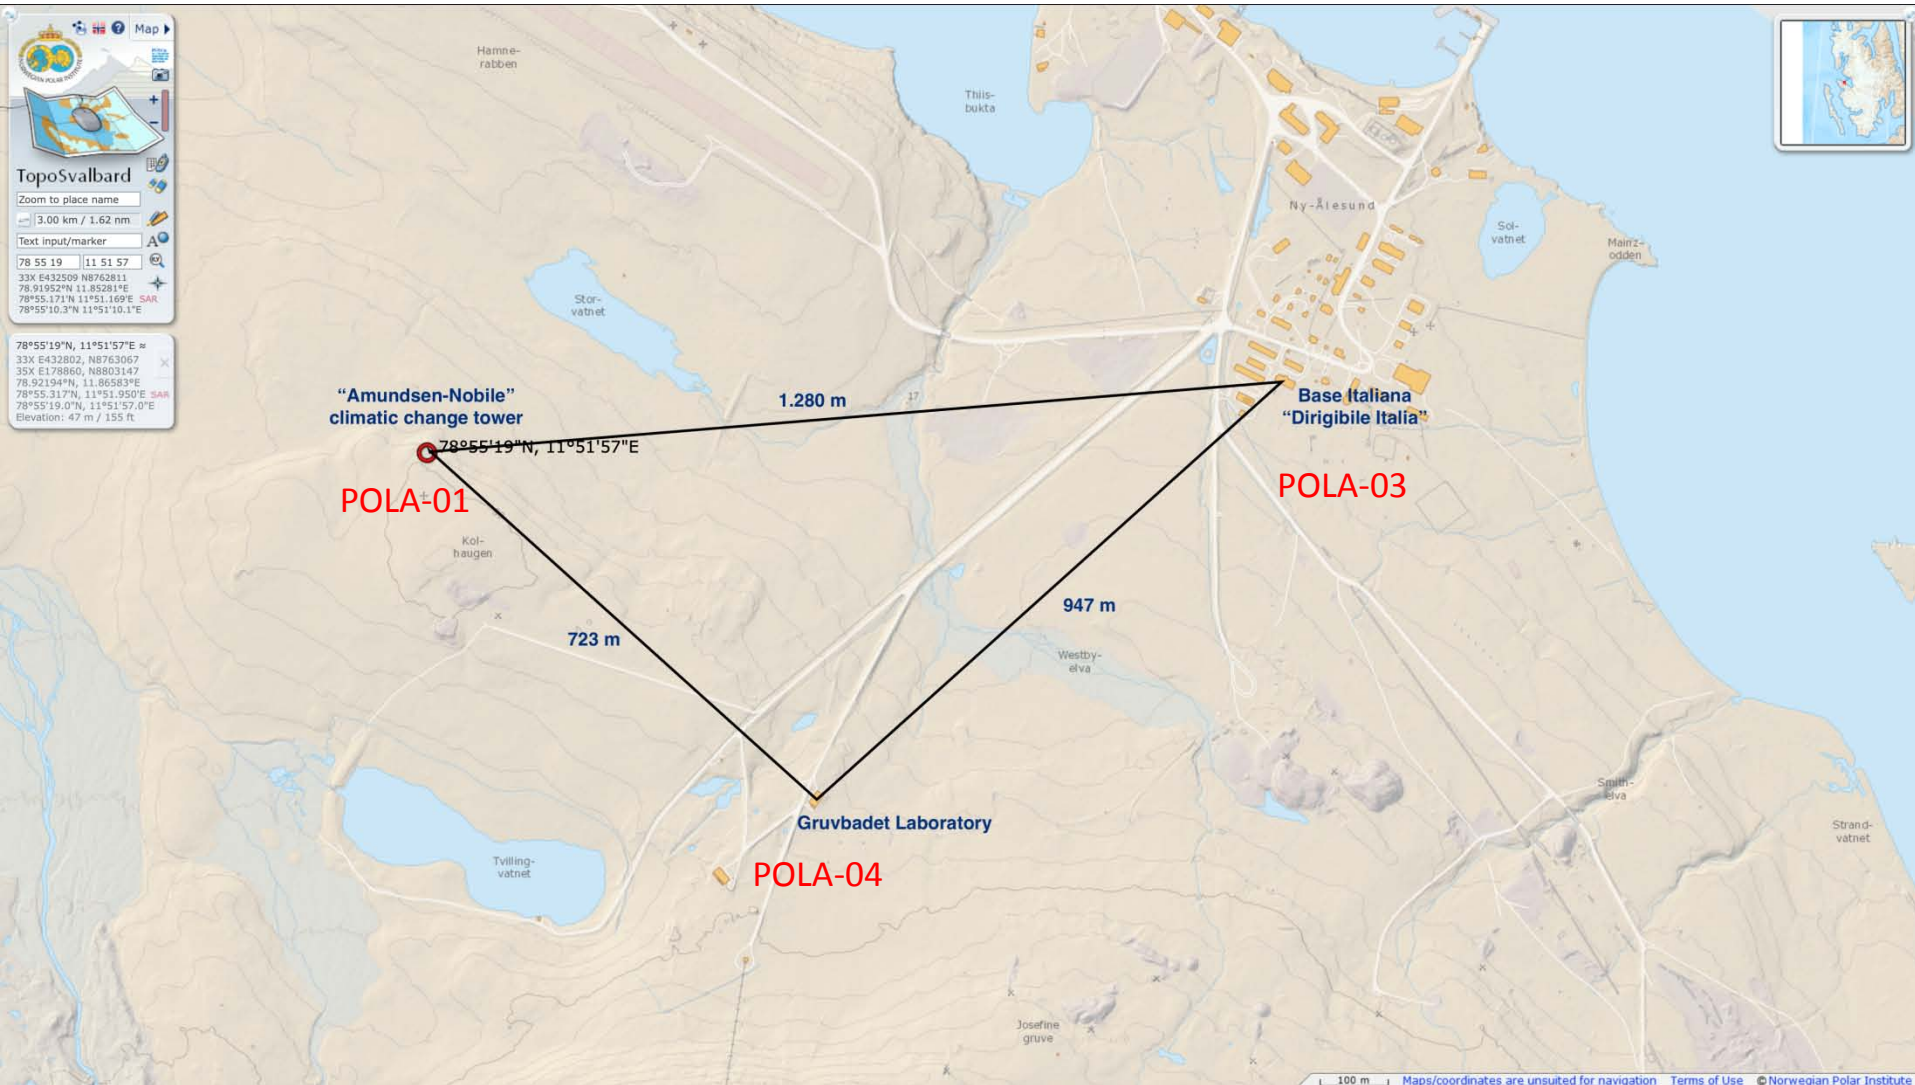 Map
TopoSvalbard
Zoom to place name
3.00 km / 1.62 nm
Text input/marker
78 55 19 11 51 57
33X E432509 N8762811
78.91952°N 11.85281°E
78°55.171'N 11°51.169'E SAR
78°55'10.3"N 11°51'10.1"E
78°55'19"N, 11°51'57"E ≈
33X E432802, N8763067
35X E178860, N8803147
78.92194°N, 11.86583°E
78°55.317'N, 11°51.950'E SAR
78°55'19.0"N, 11°51'57.0"E
Elevation: 47 m / 155 ft
Hamne-
rabben
Thiis-
bukta
Ny-Ålesund
Sol-
vatnet
Mainz-
odden
Stor-
vatnet
"Amundsen-Nobile"
climatic change tower
78°55'19"N, 11°51'57"E
POLA-01
1.280 m
17
Base Italiana
"Dirigibile Italia"
POLA-03
Kol-
haugen
723 m
947 m
Westby-
elva
Gruvbadet Laboratory
POLA-04
Tvilling-
vatnet
Smith-
elva
Strand-
vatnet
Josefine
gruve
100 m
Maps/coordinates are unsuited for navigation Terms of Use © Norwegian Polar Institute